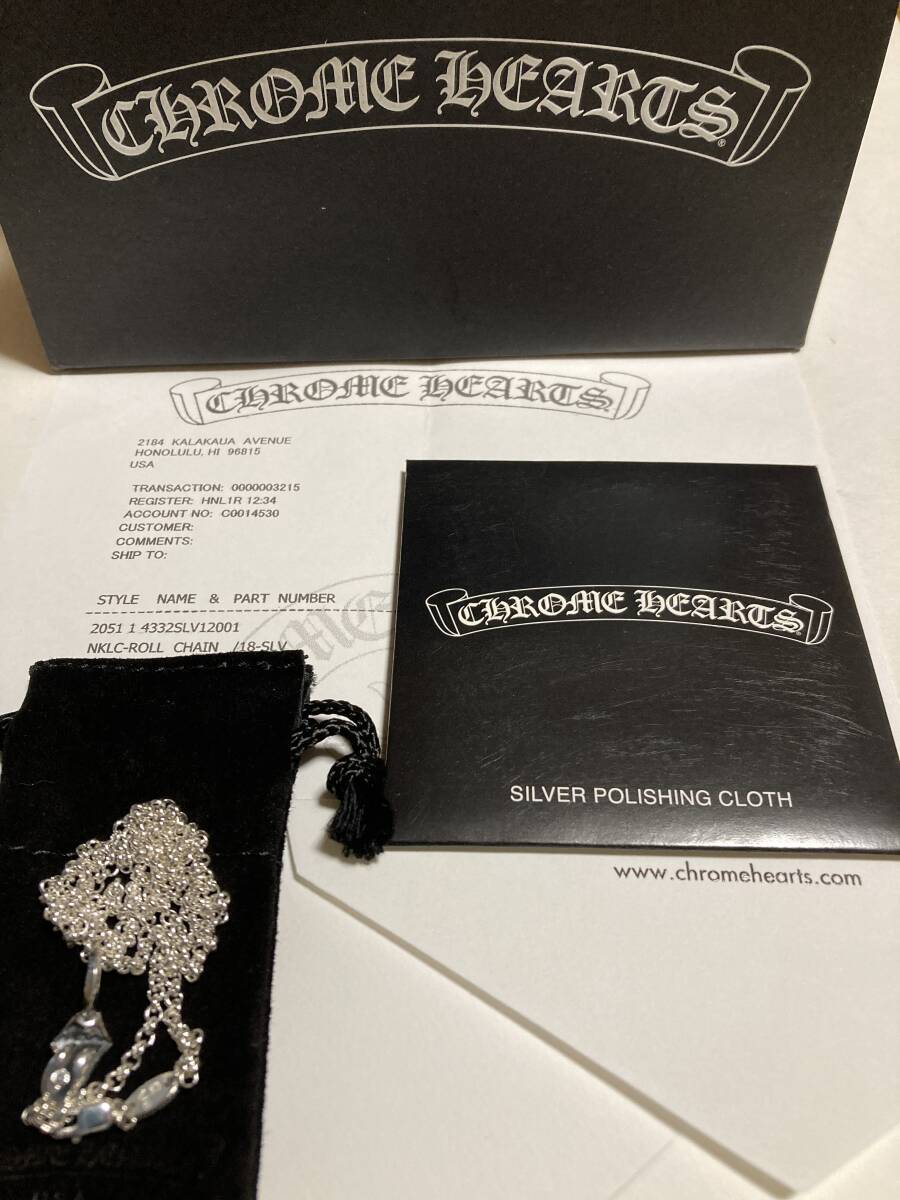 CHROME HEARTS®
CHROME HEARTS
2184 KALAKAUA AVENUE
HONOLULU, HI 96815
USA
TRANSACTION: 0000003215
REGISTER: HNL1R 12:34
ACCOUNT NO: C0014530
CUSTOMER:
COMMENTS:
SHIP TO:
STYLE NAME & PART NUMBER
2051 1 4332SLV12001
NKLC-ROLL CHAIN /18-SLV
CHROME HEARTS
SILVER POLISHING CLOTH
www.chromehearts.com